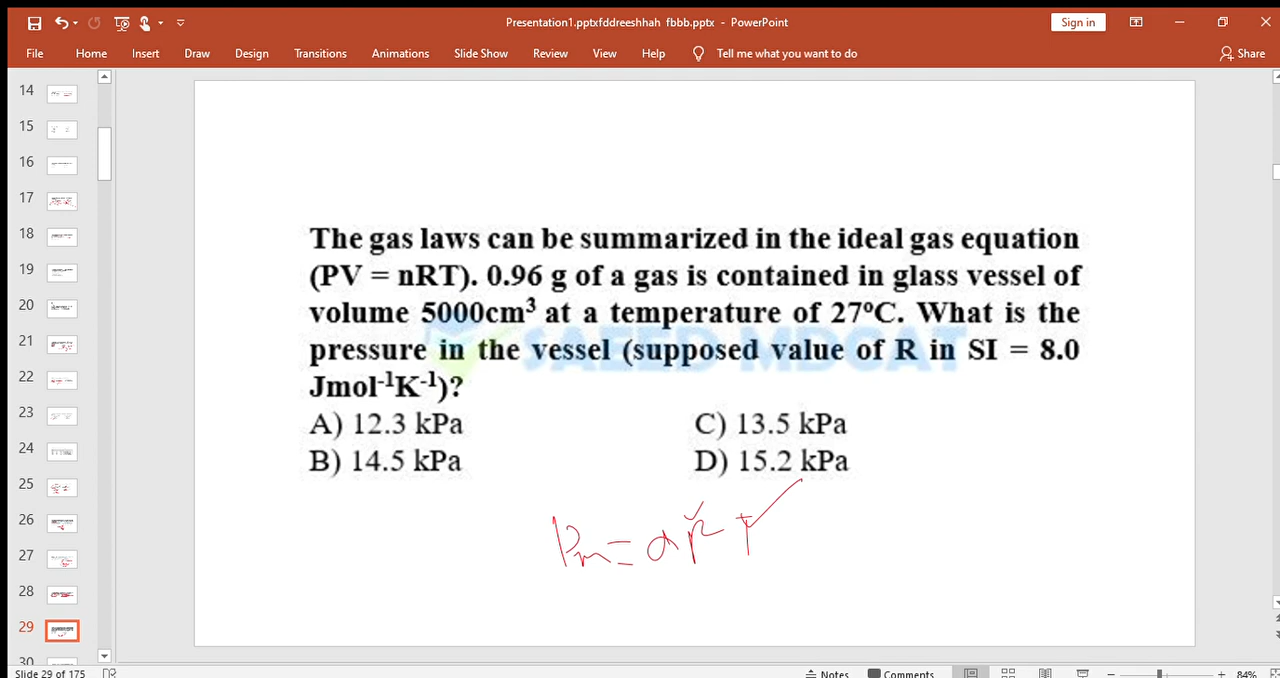 Presentation1.pptxfddreeshhah fbbb.pptx - PowerPoint
Sign in
File Home Insert Draw Design Transitions Animations Slide Show Review View Help Tell me what you want to do Share
14
15
16
17
18
19
20
21
22
23
24
25
26
27
28
29
30
The gas laws can be summarized in the ideal gas equation
(PV = nRT). 0.96 g of a gas is contained in glass vessel of
volume 5000cm³ at a temperature of 27ºC. What is the
pressure in the vessel (supposed value of R in SI = 8.0
Jmol⁻¹K⁻¹)?
A) 12.3 kPa C) 13.5 kPa
B) 14.5 kPa D) 15.2 kPa
SAEED MDCAT
Pm = dRT
Slide 29 of 175 Notes Comments 84%